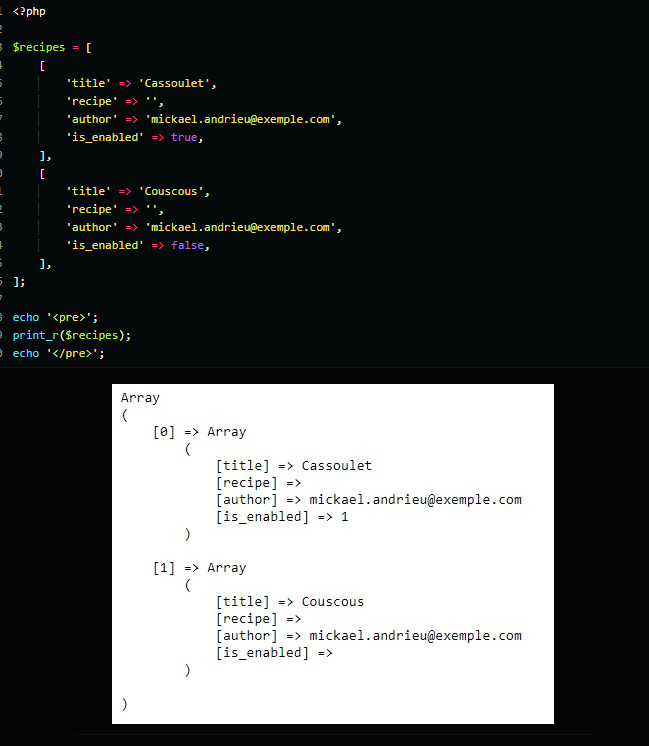 <?php
$recipes = [
    [
        'title' => 'Cassoulet',
        'recipe' => '',
        'author' => 'mickael.andrieu@exemple.com',
        'is_enabled' => true,
    ],
    [
        'title' => 'Couscous',
        'recipe' => '',
        'author' => 'mickael.andrieu@exemple.com',
        'is_enabled' => false,
    ],
];
echo '<pre>';
print_r($recipes);
echo '</pre>';
Array
(
    [0] => Array
        (
            [title] => Cassoulet
            [recipe] =>
            [author] => mickael.andrieu@exemple.com
            [is_enabled] => 1
        )
    [1] => Array
        (
            [title] => Couscous
            [recipe] =>
            [author] => mickael.andrieu@exemple.com
            [is_enabled] =>
        )
)